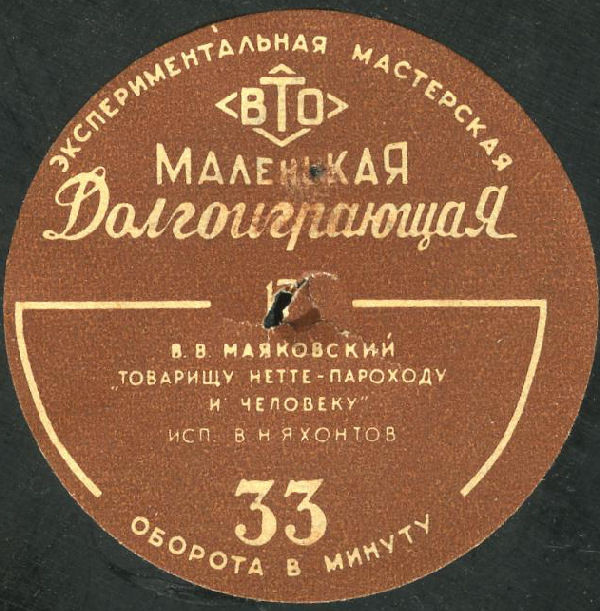 ЭКСПЕРИМЕНТАЛЬНАЯ МАСТЕРСКАЯ
ВТО
МАЛЕНЬКАЯ
ДолгоиграющаЯ
В. В. МАЯКОВСКИЙ
„ТОВАРИЩУ НЕТТЕ-ПАРОХОДУ
И ЧЕЛОВЕКУ"
ИСП. В Н ЯХОНТОВ
33
ОБОРОТА В МИНУТУ